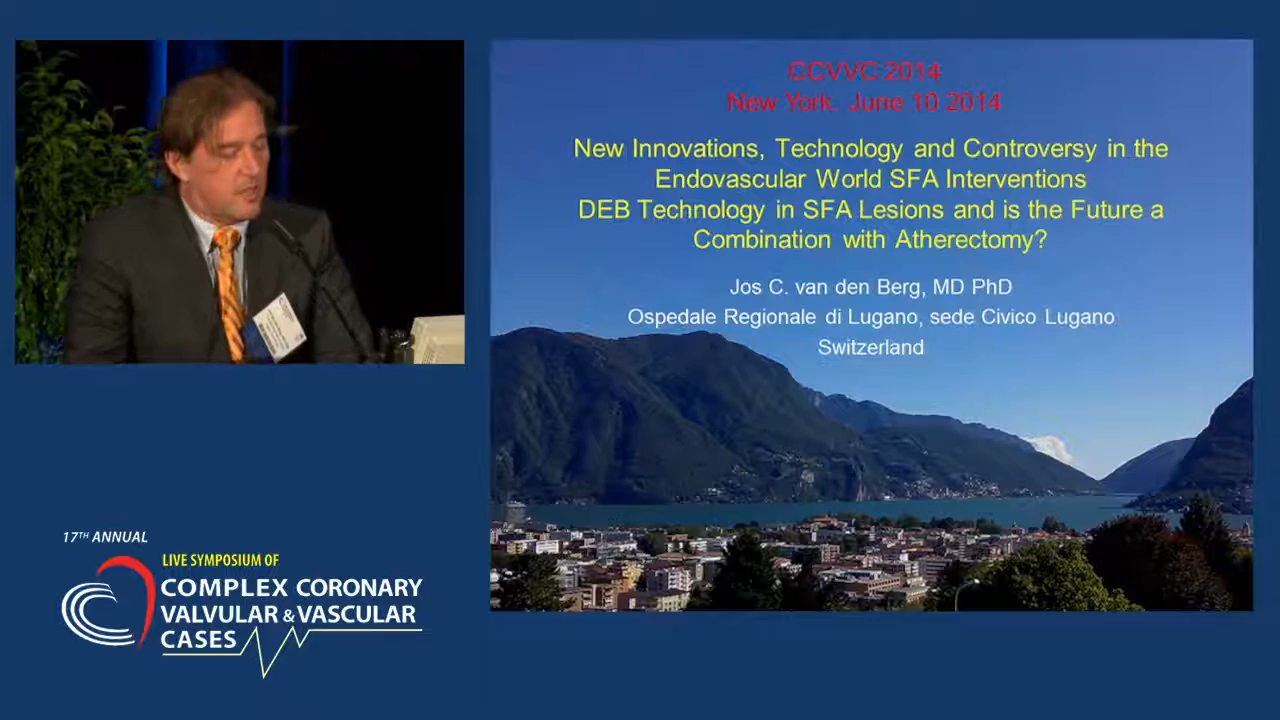 CCVVC 2014
New York. June 10 2014
New Innovations, Technology and Controversy in the
Endovascular World SFA Interventions
DEB Technology in SFA Lesions and is the Future a
Combination with Atherectomy?
Jos C. van den Berg, MD PhD
Ospedale Regionale di Lugano, sede Civico Lugano
Switzerland
17TH ANNUAL
LIVE SYMPOSIUM OF
COMPLEX CORONARY
VALVULAR & VASCULAR
CASES